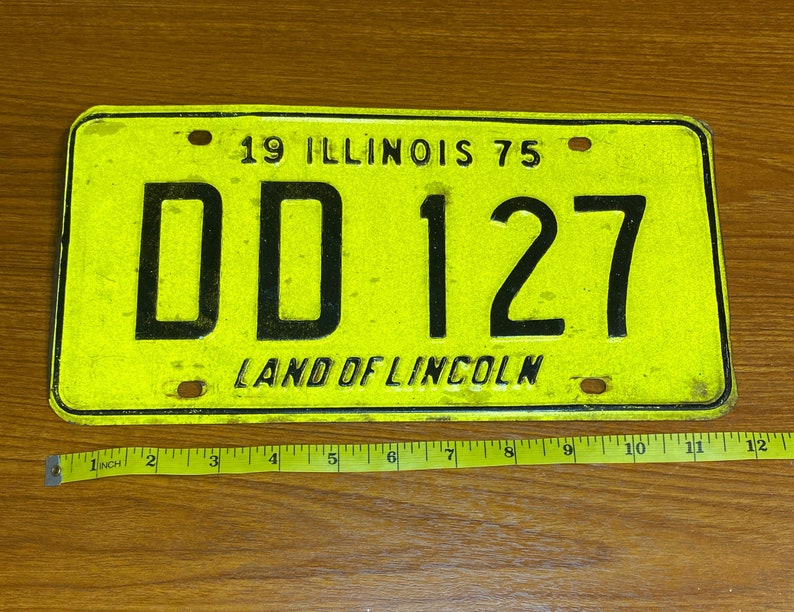 19 ILLINOIS 75
DD 127
LAND OF LINCOLN
1 INCH 2 3 4 5 6 7 8 9 10 11 12